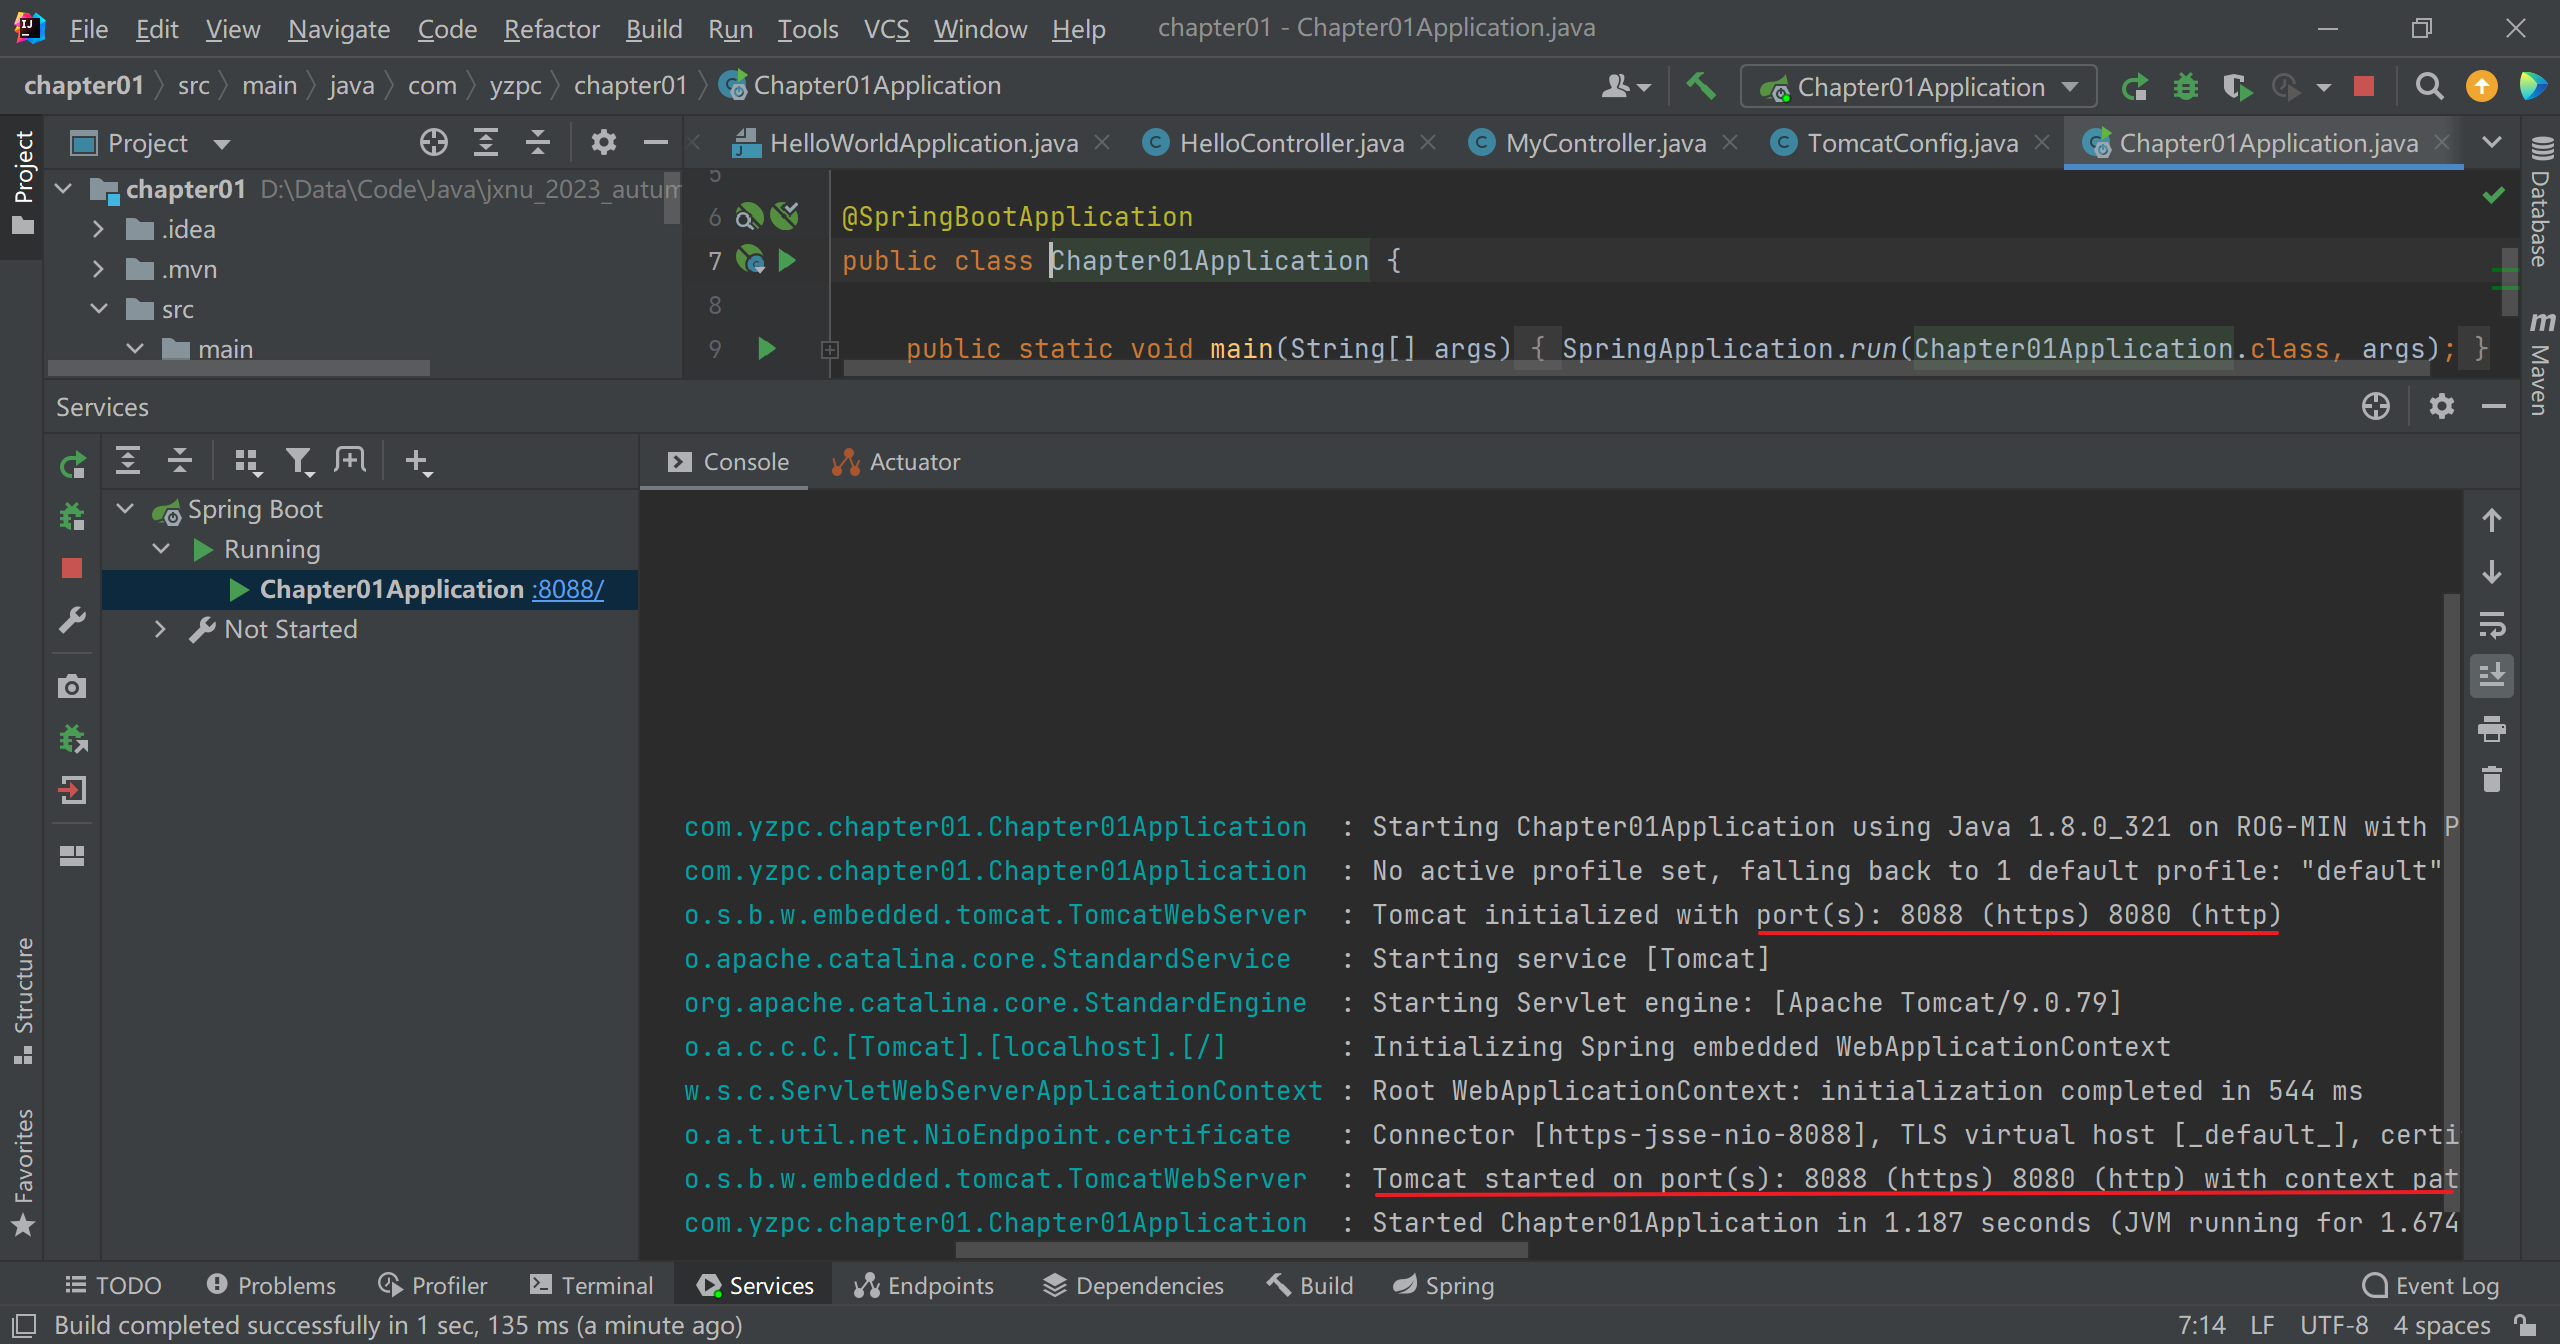 File Edit View Navigate Code Refactor Build Run Tools VCS Window Help chapter01 - Chapter01Application.java
chapter01 src main java com yzpc chapter01 Chapter01Application
Chapter01Application
Project
Project
HelloWorldApplication.java HelloController.java MyController.java TomcatConfig.java Chapter01Application.java
chapter01 D:\Data\Code\Java\jxnu_2023_autum
.idea
.mvn
src
main
5
6 @SpringBootApplication
7 public class Chapter01Application {
8
9 public static void main(String[] args) { SpringApplication.run(Chapter01Application.class, args); }
Database
Maven
Services
Console Actuator
Spring Boot
Running
Chapter01Application :8088/
Not Started
com.yzpc.chapter01.Chapter01Application : Starting Chapter01Application using Java 1.8.0_321 on ROG-MIN with P
com.yzpc.chapter01.Chapter01Application : No active profile set, falling back to 1 default profile: "default"
o.s.b.w.embedded.tomcat.TomcatWebServer : Tomcat initialized with port(s): 8088 (https) 8080 (http)
o.apache.catalina.core.StandardService : Starting service [Tomcat]
org.apache.catalina.core.StandardEngine : Starting Servlet engine: [Apache Tomcat/9.0.79]
o.a.c.c.C.[Tomcat].[localhost].[/] : Initializing Spring embedded WebApplicationContext
w.s.c.ServletWebServerApplicationContext : Root WebApplicationContext: initialization completed in 544 ms
o.a.t.util.net.NioEndpoint.certificate : Connector [https-jsse-nio-8088], TLS virtual host [_default_], certi
o.s.b.w.embedded.tomcat.TomcatWebServer : Tomcat started on port(s): 8088 (https) 8080 (http) with context pat
com.yzpc.chapter01.Chapter01Application : Started Chapter01Application in 1.187 seconds (JVM running for 1.674
Structure
Favorites
TODO Problems Profiler Terminal Services Endpoints Dependencies Build Spring Event Log
Build completed successfully in 1 sec, 135 ms (a minute ago) 7:14 LF UTF-8 4 spaces